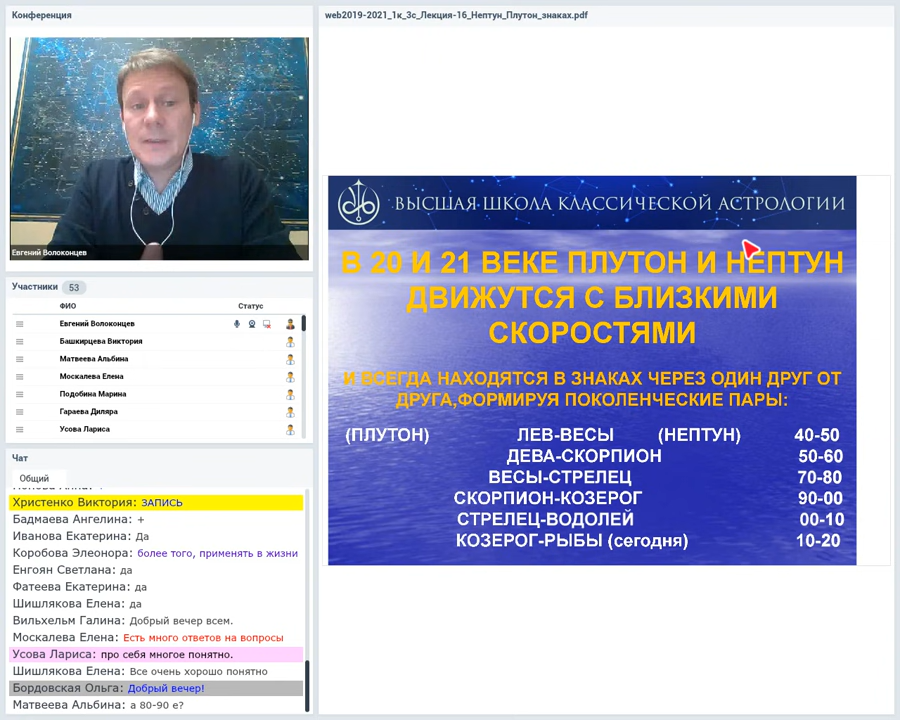 Конференция
web2019-2021_1к_3с_Лекция-16_Нептун_Плутон_знаках.pdf
Евгений Волоконцев
Участники 53
ФИО Статус
Евгений Волоконцев
Башкирцева Виктория
Матвеева Альбина
Москалева Елена
Подобина Марина
Гараева Диляра
Усова Лариса
Чат
Общий
Христенко Виктория: ЗАПИСЬ
Бадмаева Ангелина: +
Иванова Екатерина: Да
Коробова Элеонора: более того, применять в жизни
Енгоян Светлана: да
Фатеева Екатерина: да
Шишлякова Елена: да
Вильхельм Галина: Добрый вечер всем.
Москалева Елена: Есть много ответов на вопросы
Усова Лариса: про себя многое понятно.
Шишлякова Елена: Все очень хорошо понятно
Бордовская Ольга: Добрый вечер!
Матвеева Альбина: а 80-90 е?
ВЫСШАЯ ШКОЛА КЛАССИЧЕСКОЙ АСТРОЛОГИИ
В 20 И 21 ВЕКЕ ПЛУТОН И НЕПТУН
ДВИЖУТСЯ С БЛИЗКИМИ
СКОРОСТЯМИ
И ВСЕГДА НАХОДЯТСЯ В ЗНАКАХ ЧЕРЕЗ ОДИН ДРУГ ОТ
ДРУГА,ФОРМИРУЯ ПОКОЛЕНЧЕСКИЕ ПАРЫ:
(ПЛУТОН) ЛЕВ-ВЕСЫ (НЕПТУН) 40-50
ДЕВА-СКОРПИОН 50-60
ВЕСЫ-СТРЕЛЕЦ 70-80
СКОРПИОН-КОЗЕРОГ 90-00
СТРЕЛЕЦ-ВОДОЛЕЙ 00-10
КОЗЕРОГ-РЫБЫ (сегодня) 10-20